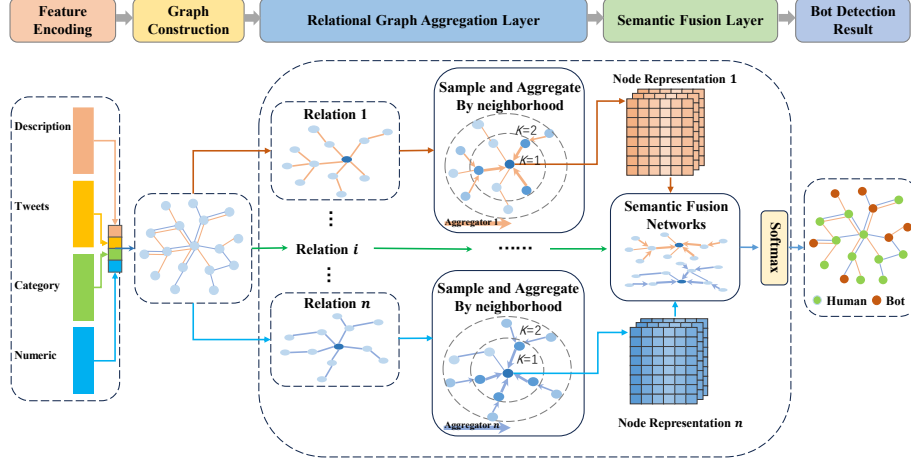 Feature
Encoding
Graph
Construction
Relational Graph Aggregation Layer
Semantic Fusion Layer
Bot Detection
Result
Description
Tweets
Category
Numeric
Relation 1
⋮
Relation i
⋮
Relation n
Sample and Aggregate
By neighborhood
K=2
K=1
Aggregator 1
......
Sample and Aggregate
By neighborhood
K=2
K=1
Aggregator n
Node Representation 1
Semantic Fusion
Networks
Node Representation n
Softmax
Human
Bot